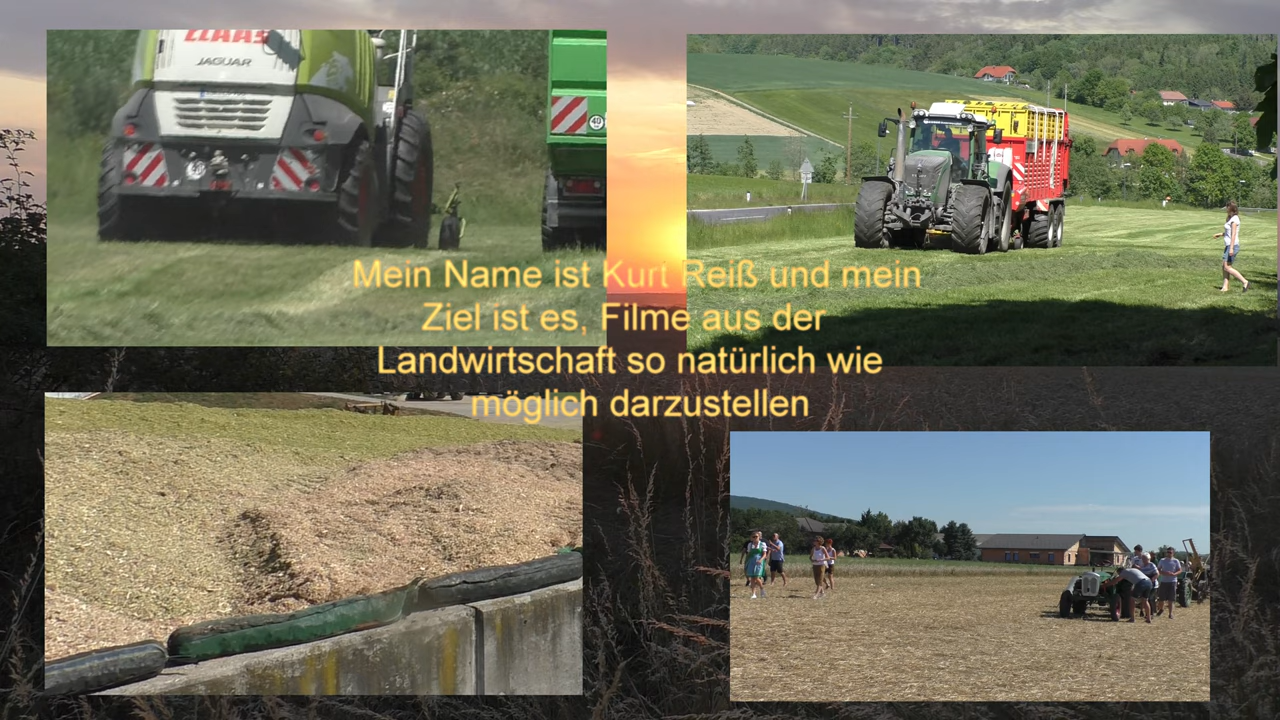 CLAAS
JAGUAR
40
Mein Name ist Kurt Reiß und mein
Ziel ist es, Filme aus der
Landwirtschaft so natürlich wie
möglich darzustellen